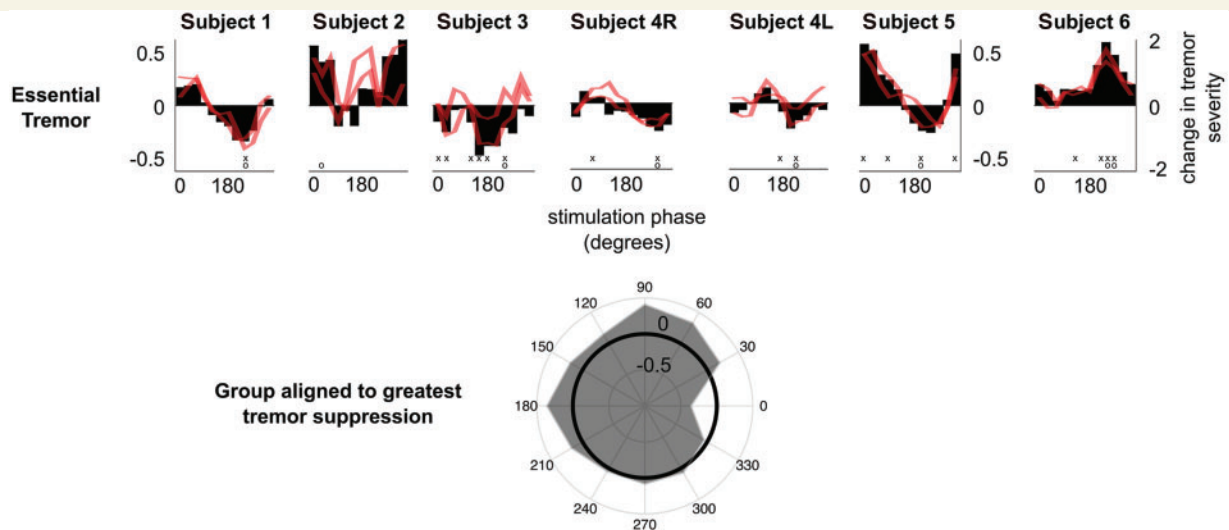 Subject 1 Subject 2 Subject 3 Subject 4R Subject 4L Subject 5 Subject 6
0.5 0.5 2
Essential
Tremor
0 0 0
-0.5 -0.5 -2
change in tremor
severity
x x x x x x x x x x x x x x x x x x x
o o o o o o o o
0 180 0 180 0 180 0 180 0 180 0 180 0 180
stimulation phase
(degrees)
90
120 60
0
150 30
-0.5
Group aligned to greatest
tremor suppression
180 0
210 330
240 300
270